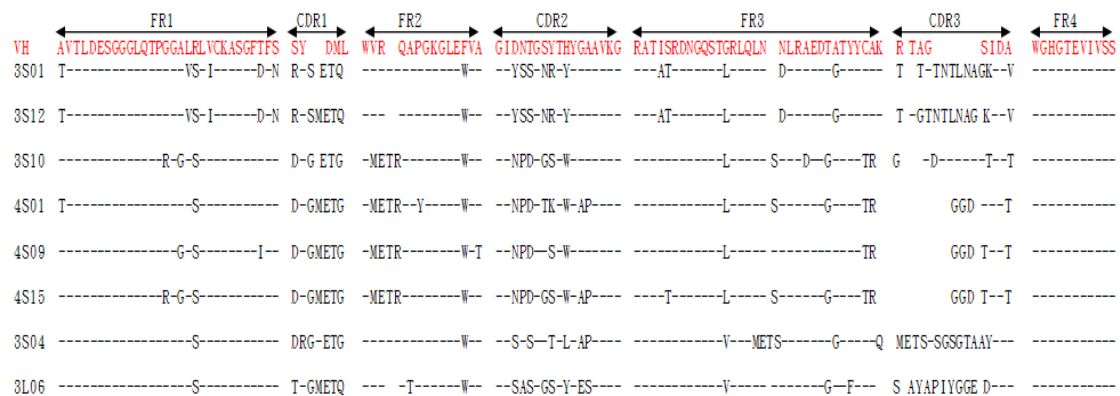 FR1 CDR1 FR2 CDR2 FR3 CDR3 FR4
VH AVTLDESGGGLQTPGGALRLVCKASGFTFS SY DML WVR QAPGKGLEFVA GIDNTGSYTHYGAAVKG RATISRDNGQSTGRLQLN NLRAEDTATYYCAK R TAG SIDA WGHGTEVIVSS
3S01 T--------------------VS-I-------D-N R-S ETQ ----------------W-- --YSS-NR-Y------- ----AT---------L------ D------G------ T T-TNTLNAGK--V ------------
3S12 T--------------------VS-I-------D-N R-SMETQ --- ----------W-- --YSS-NR-Y------- ----AT---------L------ D------G------ T -GTNTLNAG K--V ------------
3S10 -----------------R-G-S------------- D-G ETG -METR----------W-- --NPD-GS-W-------- ---------------L------ S----D--G-----TR G -D------T--T ------------
4S01 T---------------------S------------- D-GMETG -METR--Y-------W-- --NPD-TK-W-AP---- ---------------L-------S-------G-----TR GGD ---T ------------
4S09 --------------------G-S---------I-- D-GMETG -METR----------W-T --NPD--S-W-------- ---------------L---------------G-----TR GGD T--T ------------
4S15 -----------------R-G-S------------- D-GMETG -METR----------W-- --NPD-GS-W-AP----- -----T---------L------ S-------G-----TR GGD T--T ------------
3S04 ----------------------S------------- DRG-ETG ----------------W-- --S-S--T-L-AP---- ---------------V---METS-------G------Q METS-SGSGTAAY--- ------------
3L06 ----------------------S------------- T-GMETQ --- -T--------W-- --SAS-GS-Y-ES---- ---------------V---------------G--F--- S AYAPIYGGE D--- ------------